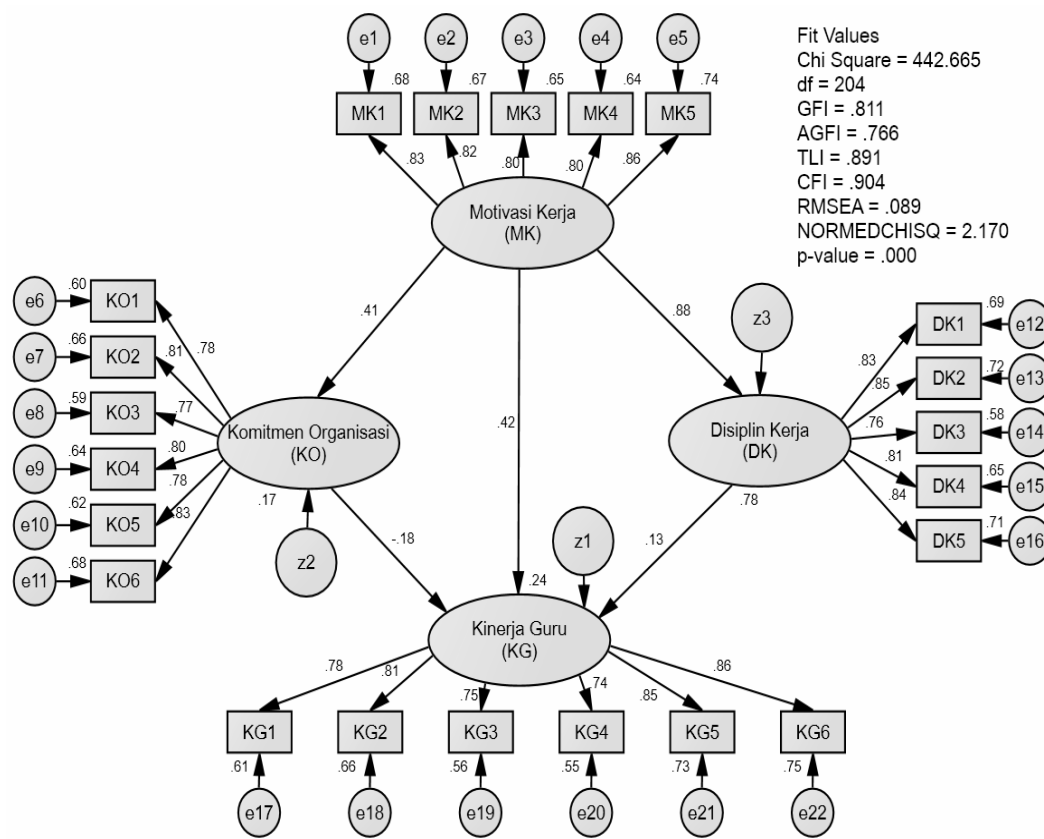 e1
e2
e3
e4
e5
.68
.67
.65
.64
.74
MK1
MK2
MK3
MK4
MK5
.83
.82
.80
.80
.86
Motivasi Kerja
(MK)
Fit Values
Chi Square = 442.665
df = 204
GFI = .811
AGFI = .766
TLI = .891
CFI = .904
RMSEA = .089
NORMEDCHISQ = 2.170
p-value = .000
.41
.42
.88
e6
.60
KO1
.78
e7
.66
KO2
.81
e8
.59
KO3
.77
e9
.64
KO4
.80
e10
.62
KO5
.78
e11
.68
KO6
.83
Komitmen Organisasi
(KO)
.17
z2
z3
Disiplin Kerja
(DK)
.78
.83
DK1
.69
e12
.85
DK2
.72
e13
.76
DK3
.58
e14
.81
DK4
.65
e15
.84
DK5
.71
e16
-.18
.13
z1
.24
Kinerja Guru
(KG)
.78
.81
.75
.74
.85
.86
KG1
KG2
KG3
KG4
KG5
KG6
.61
.66
.56
.55
.73
.75
e17
e18
e19
e20
e21
e22